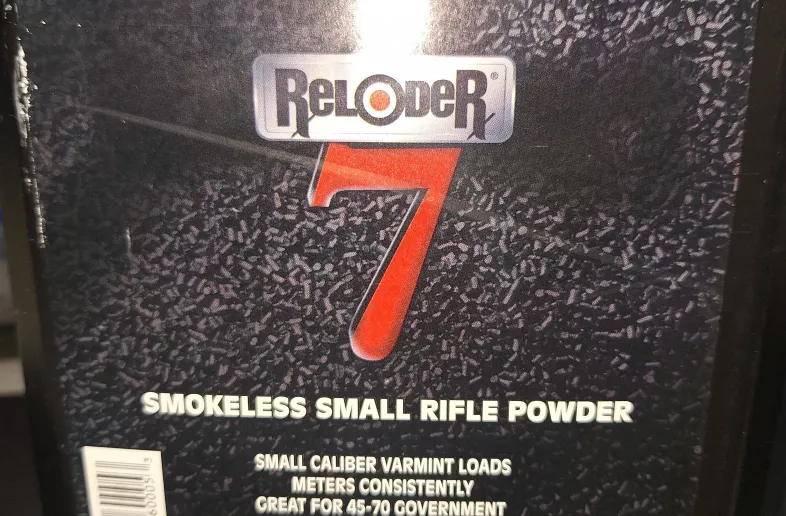 RELODER®
7
SMOKELESS SMALL RIFLE POWDER
SMALL CALIBER VARMINT LOADS
METERS CONSISTENTLY
GREAT FOR 45-70 GOVERNMENT